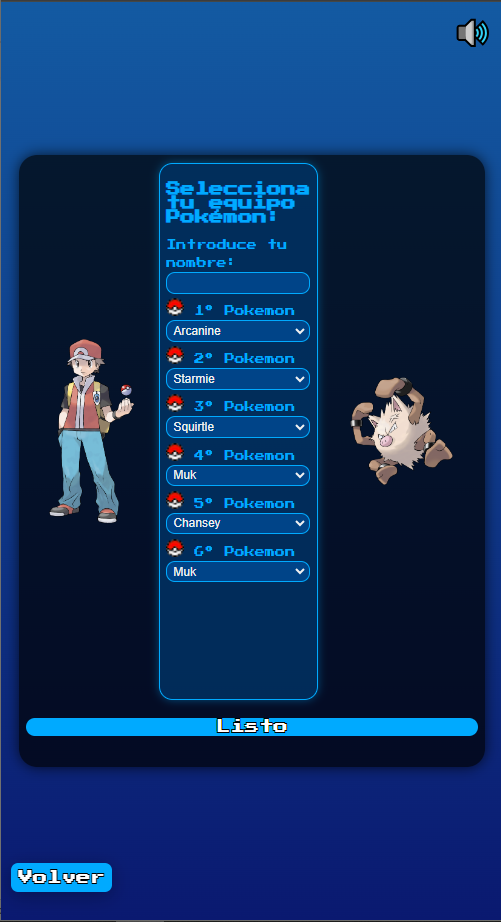 Selecciona
tu equipo
Pokémon:
Introduce tu
nombre:
1º Pokemon
Arcanine
2º Pokemon
Starmie
3º Pokemon
Squirtle
4º Pokemon
Muk
5º Pokemon
Chansey
6º Pokemon
Muk
Listo
Volver